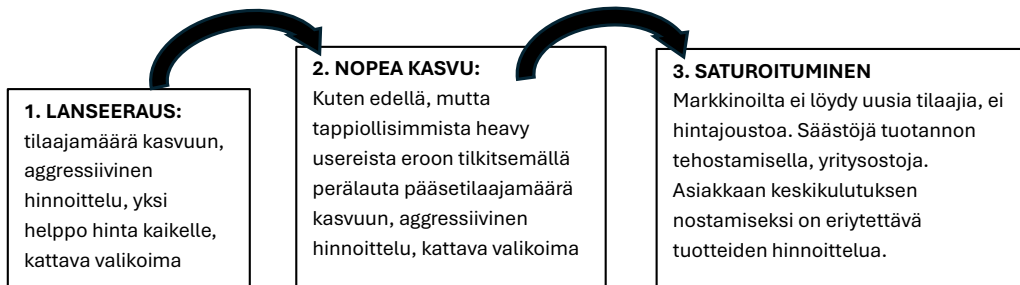 1. LANSEERAUS:
tilaajamäärä kasvuun,
aggressiivinen
hinnoittelu, yksi
helppo hinta kaikelle,
kattava valikoima
2. NOPEA KASVU:
Kuten edellä, mutta
tappiollisimmista heavy
usereista eroon tilkitsemällä
perälauta pääsetilaajamäärä
kasvuun, aggressiivinen
hinnoittelu, kattava valikoima
3. SATUROITUMINEN
Markkinoilta ei löydy uusia tilaajia, ei
hintajoustoa. Säästöjä tuotannon
tehostamisella, yritysostoja.
Asiakkaan keskikulutuksen
nostamiseksi on eriytettävä
tuotteiden hinnoittelua.